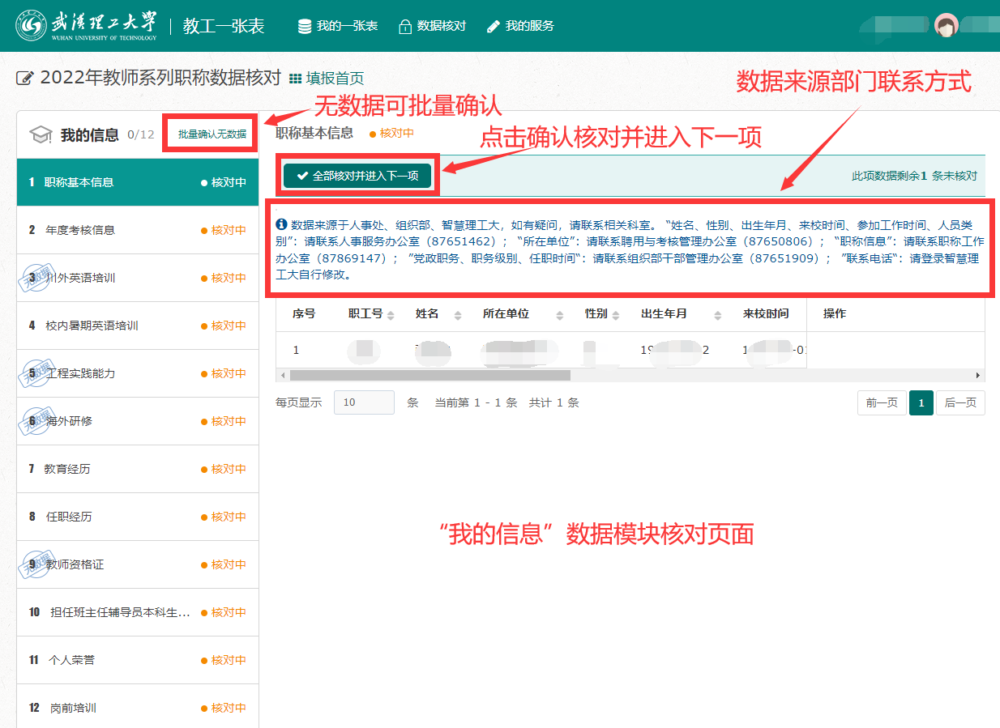 武汉理工大学
WUHAN UNIVERSITY OF TECHNOLOGY
教工一张表
我的一张表
数据核对
我的服务
2022年教师系列职称数据核对
填报首页
数据来源部门联系方式
无数据可批量确认
我的信息 0/12
批量确认无数据
职称基本信息 核对中
点击确认核对并进入下一项
全部核对并进入下一项
此项数据剩余1 条未核对
1 职称基本信息 核对中
2 年度考核信息 核对中
无数据
3 川外英语培训 核对中
4 校内暑期英语培训 核对中
无数据
5 工程实践能力 核对中
无数据
6 海外研修 核对中
7 教育经历 核对中
8 任职经历 核对中
无数据
9 教师资格证 核对中
10 担任班主任辅导员本科生... 核对中
11 个人荣誉 核对中
12 岗前培训 核对中
数据来源于人事处、组织部、智慧理工大，如有疑问，请联系相关科室。“姓名、性别、出生年月、来校时间、参加工作时间、人员类
别”：请联系人事服务办公室（87651462）；“所在单位”：请联系聘用与考核管理办公室（87650806）；“职称信息”：请联系职称工作
办公室（87869147）；”党政职务、职务级别、任职时间“：请联系组织部干部管理办公室（87651909）；”联系电话“：请登录智慧理
工大自行修改。
序号 职工号 姓名 所在单位 性别 出生年月 来校时间 操作
1 19 2 1 -01
每页显示 10 条 当前第 1 - 1 条 共计 1 条
前一页 1 后一页
“我的信息”数据模块核对页面